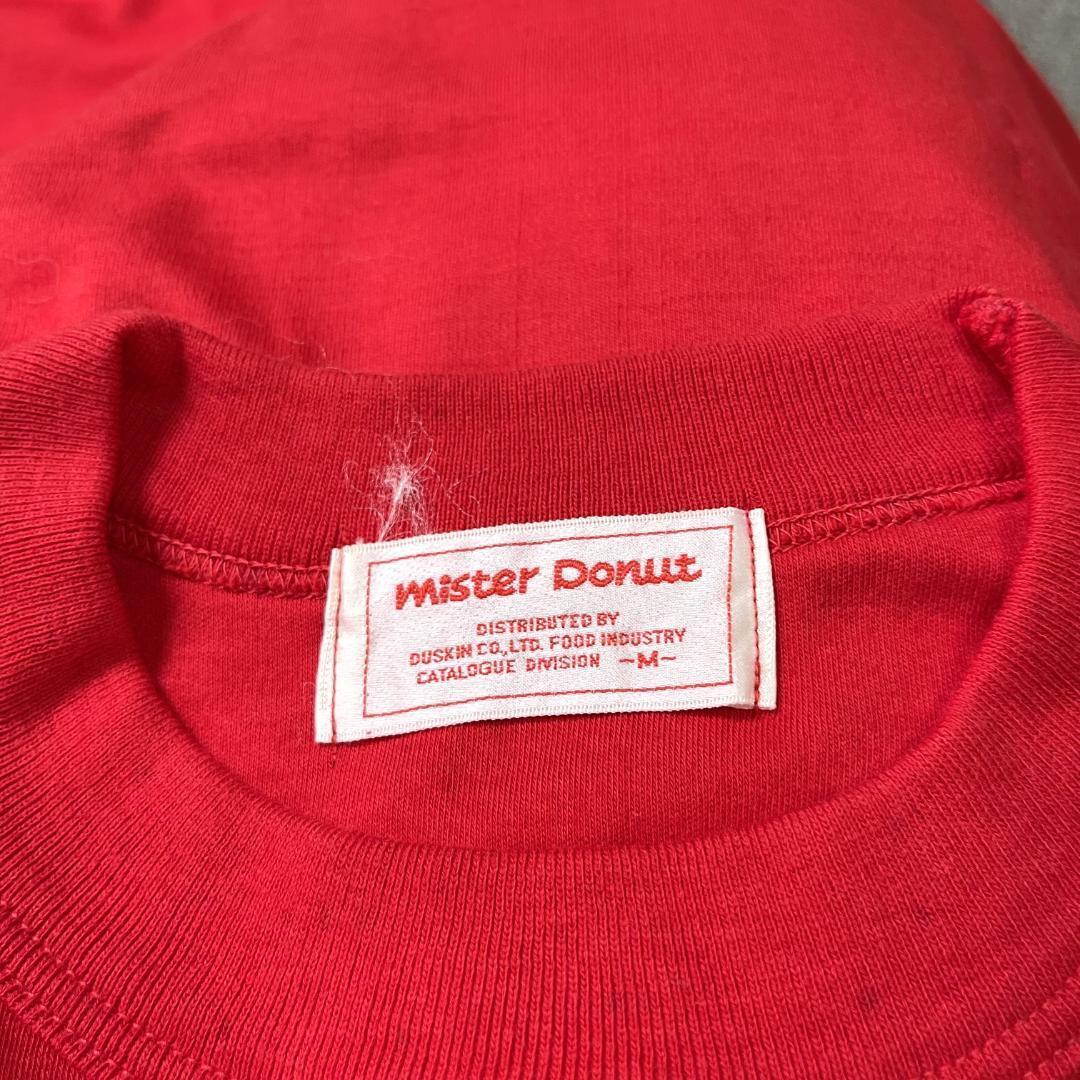 mister Donut
DISTRIBUTED BY
DUSKIN CO.,LTD. FOOD INDUSTRY
CATALOGUE DIVISION ~M~